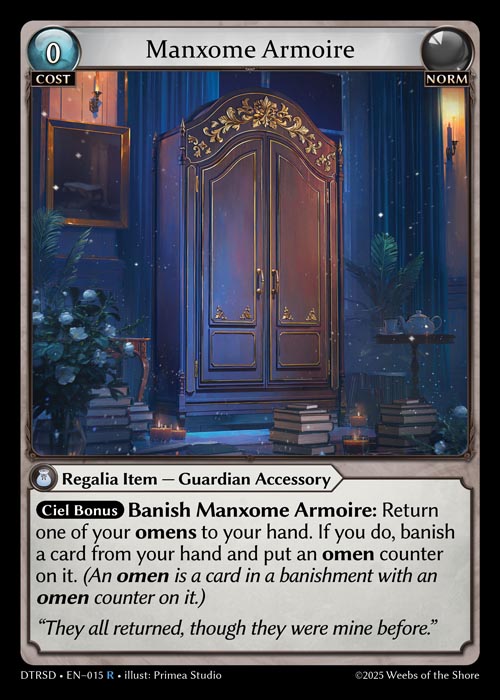 0
Manxome Armoire
COST
NORM
Regalia Item — Guardian Accessory
Ciel Bonus Banish Manxome Armoire: Return
one of your omens to your hand. If you do, banish
a card from your hand and put an omen counter
on it. (An omen is a card in a banishment with an
omen counter on it.)
“They all returned, though they were mine before.”
DTRSD • EN–015 R • illust: Primea Studio
©2025 Weebs of the Shore